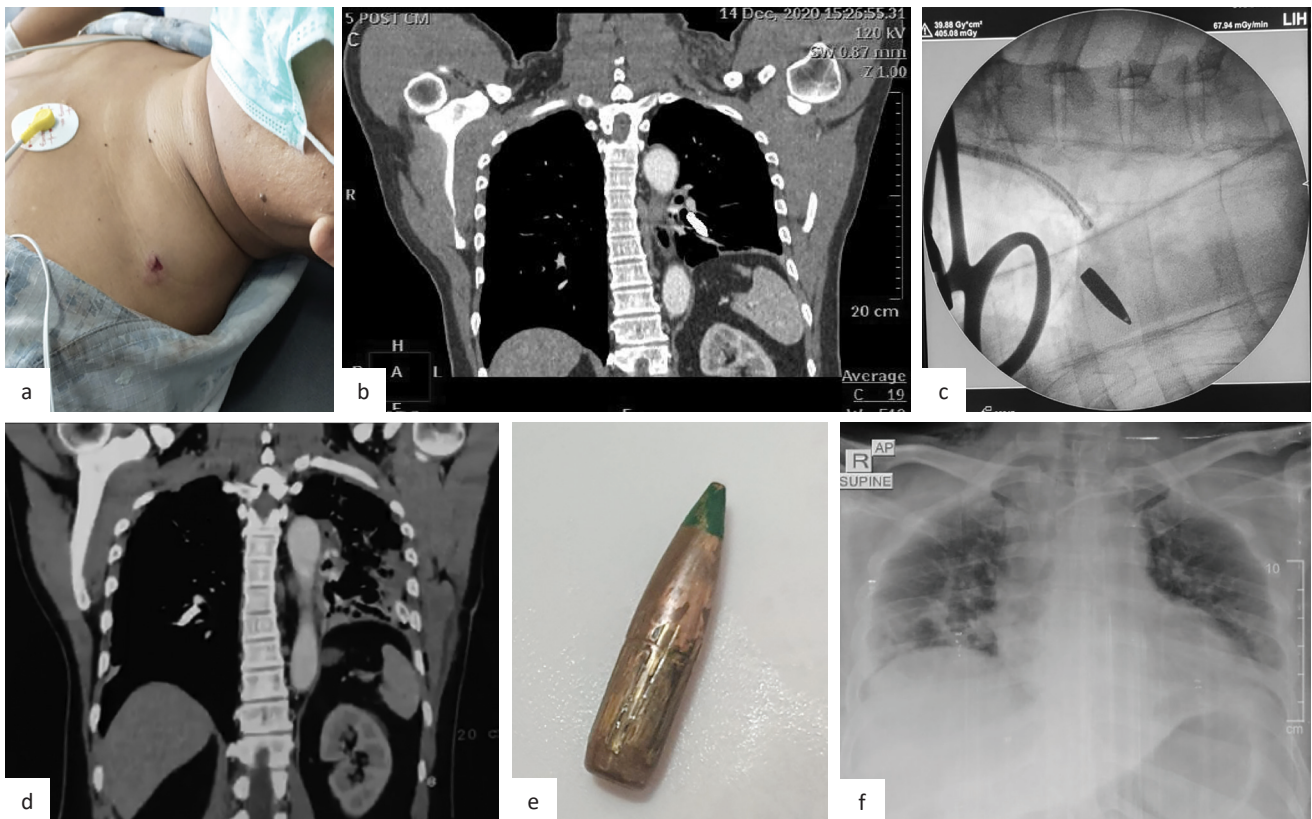 a
5 POST CM
C
14 Dec, 2020 15:25:55.31
120 kV
SW 0.87 mm
Z 1.00
R
20 cm
H
A L
Average
C 19
b
39.88 Gy*cm²
405.08 mGy
67.94 mGy/min
LIH
c
20 c
d
e
R
AP
SUPINE
10
cm
f